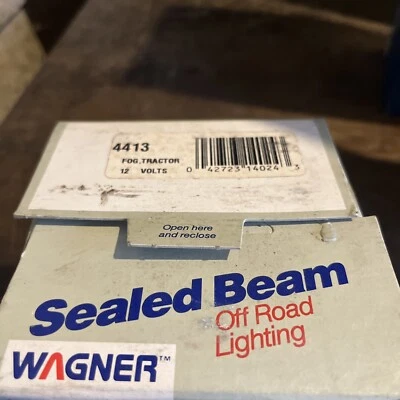 4413
FOG,TRACTOR
12 VOLTS
0 42723 14024 3
Open here
and reclose
Sealed Beam
Off Road
Lighting
WAGNER™